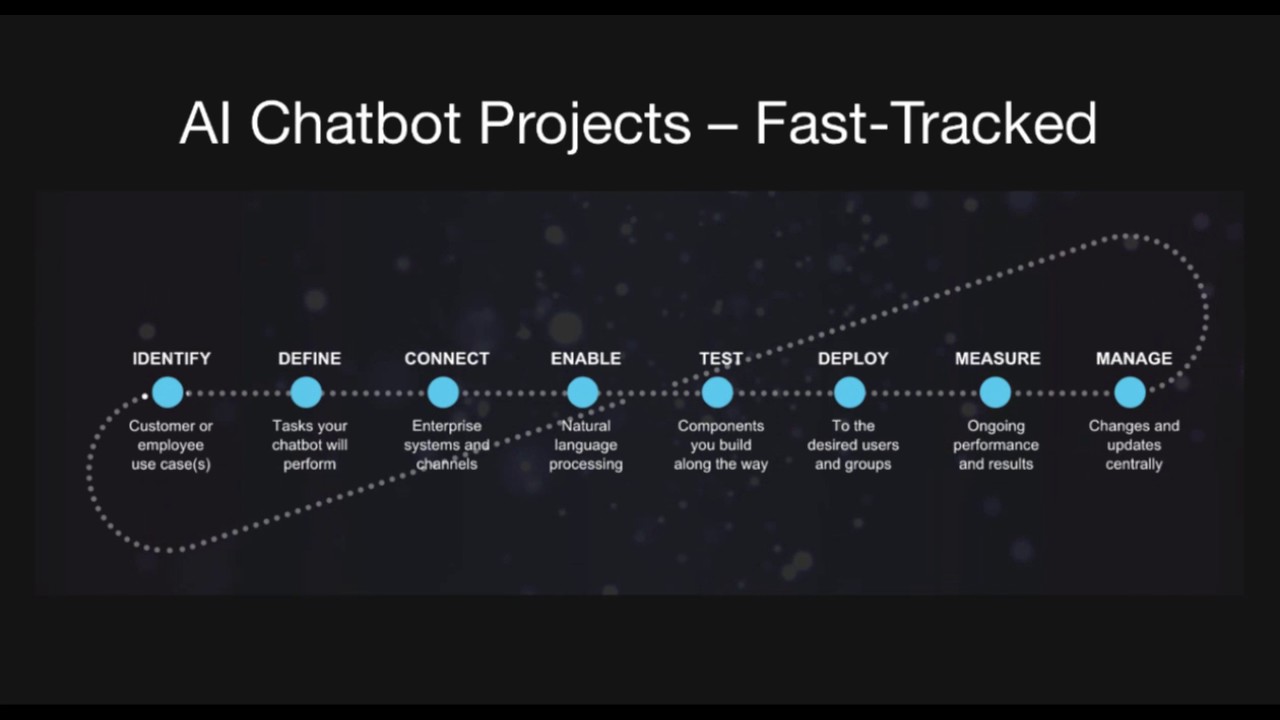 AI Chatbot Projects – Fast-Tracked
IDENTIFY
Customer or
employee
use case(s)
DEFINE
Tasks your
chatbot will
perform
CONNECT
Enterprise
systems and
channels
ENABLE
Natural
language
processing
TEST
Components
you build
along the way
DEPLOY
To the
desired users
and groups
MEASURE
Ongoing
performance
and results
MANAGE
Changes and
updates
centrally